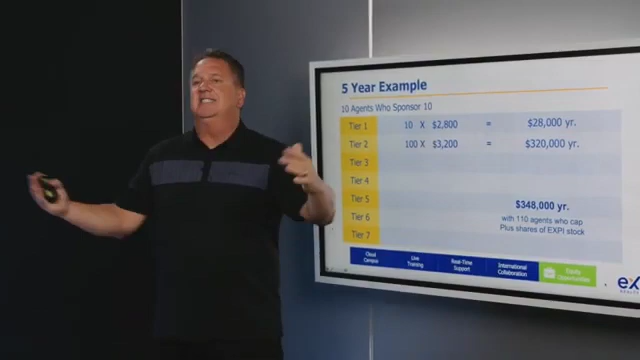 5 Year Example
10 Agents Who Sponsor 10
Tier 1 10 X $2,800 = $28,000 yr.
Tier 2 100 X $3,200 = $320,000 yr.
Tier 3
Tier 4
Tier 5 $348,000 yr.
Tier 6 with 110 agents who cap
Plus shares of EXPI stock
Tier 7
Cloud Campus
Live Training
Real-Time Support
International Collaboration
Equity Opportunities
eX
REALTY